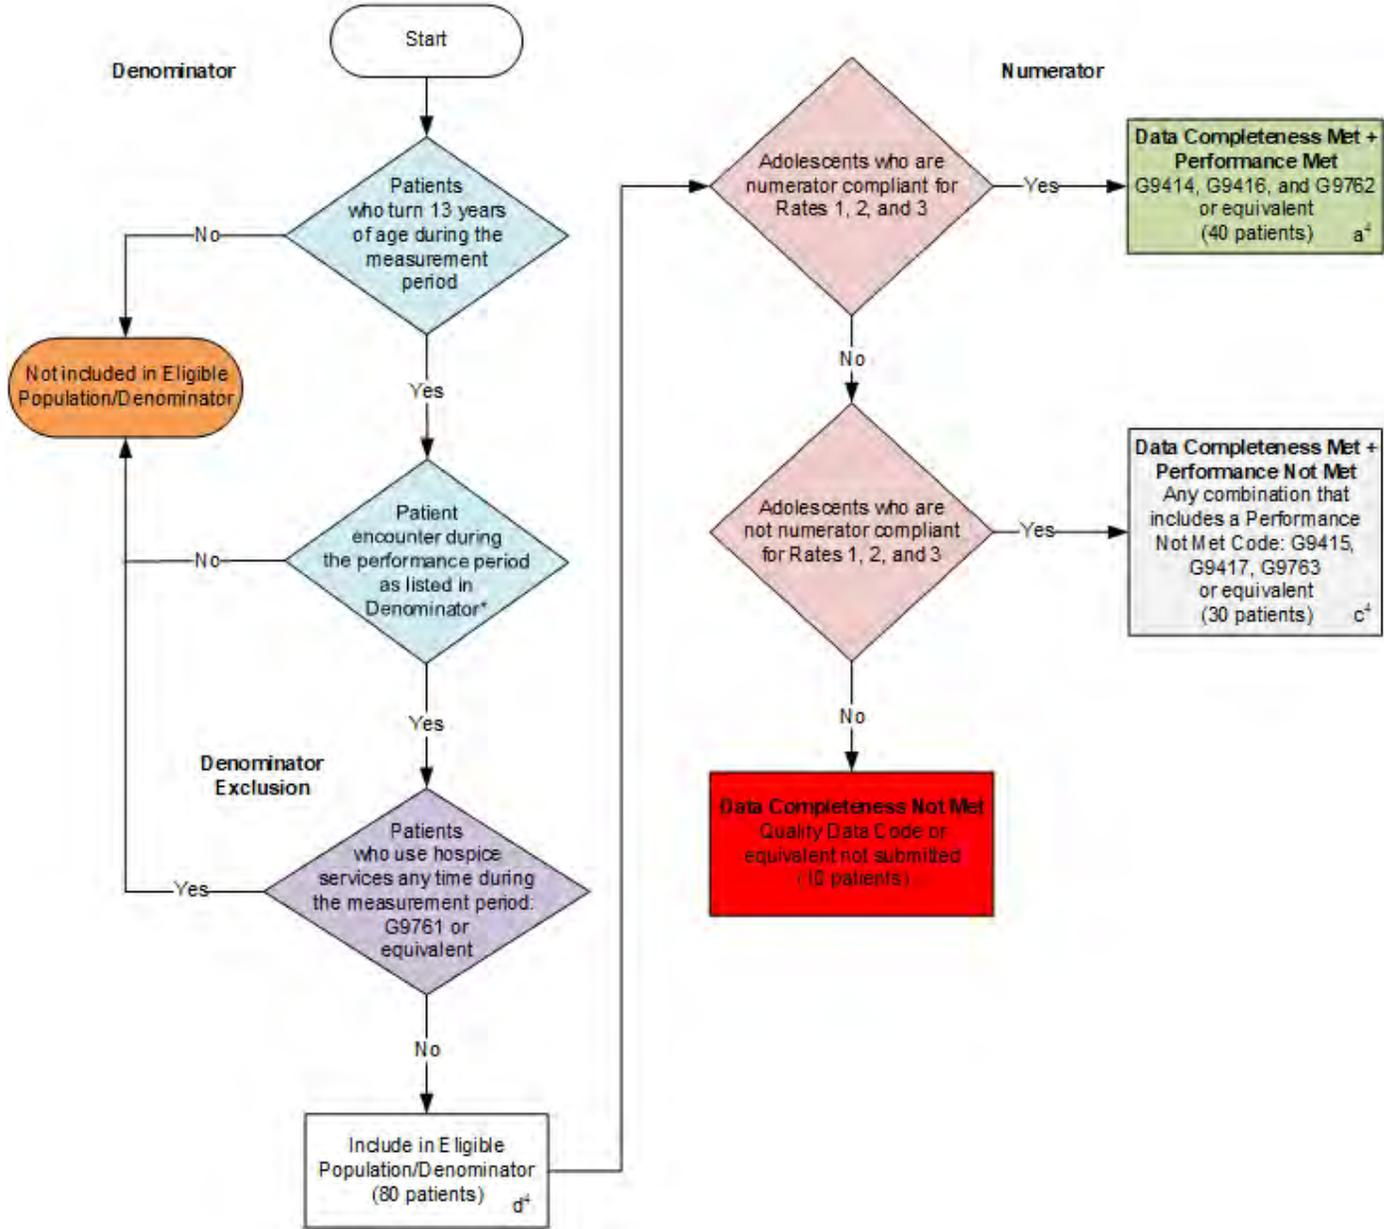 Start
Denominator
Patients
who turn 13 years
of age during the
measurement
period
No
Not included in Eligible
Population/Denominator
Yes
Patient
encounter during
the performance period
as listed in
Denominator*
No
Yes
Denominator
Exclusion
Patients
who use hospice
services any time during
the measurement period:
G9761 or
equivalent
Yes
No
Include in Eligible
Population/Denominator
(80 patients)
d⁴
Numerator
Adolescents who are
numerator compliant for
Rates 1, 2, and 3
Yes
Data Completeness Met +
Performance Met
G9414, G9416, and G9762
or equivalent
(40 patients)
a⁴
No
Adolescents who are
not numerator compliant
for Rates 1, 2, and 3
Yes
Data Completeness Met +
Performance Not Met
Any combination that
includes a Performance
Not Met Code: G9415,
G9417, G9763
or equivalent
(30 patients)
c⁴
No
Data Completeness Not Met
Quality Data Code or
equivalent not submitted
(10 patients)